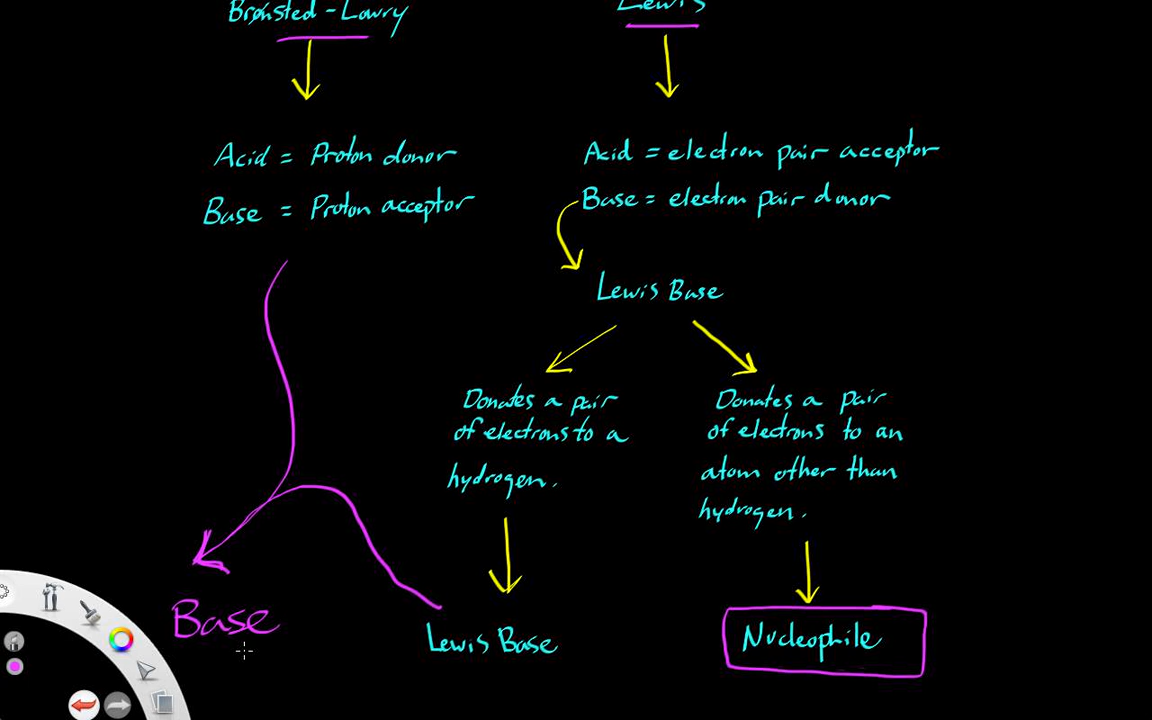 Brønsted-Lowry
Lewis
Acid = Proton donor
Base = Proton acceptor
Acid = electron pair acceptor
Base = electron pair donor
Lewis Base
Donates a pair
of electrons to a
hydrogen.
Donates a pair
of electrons to an
atom other than
hydrogen.
Base
Lewis Base
Nucleophile